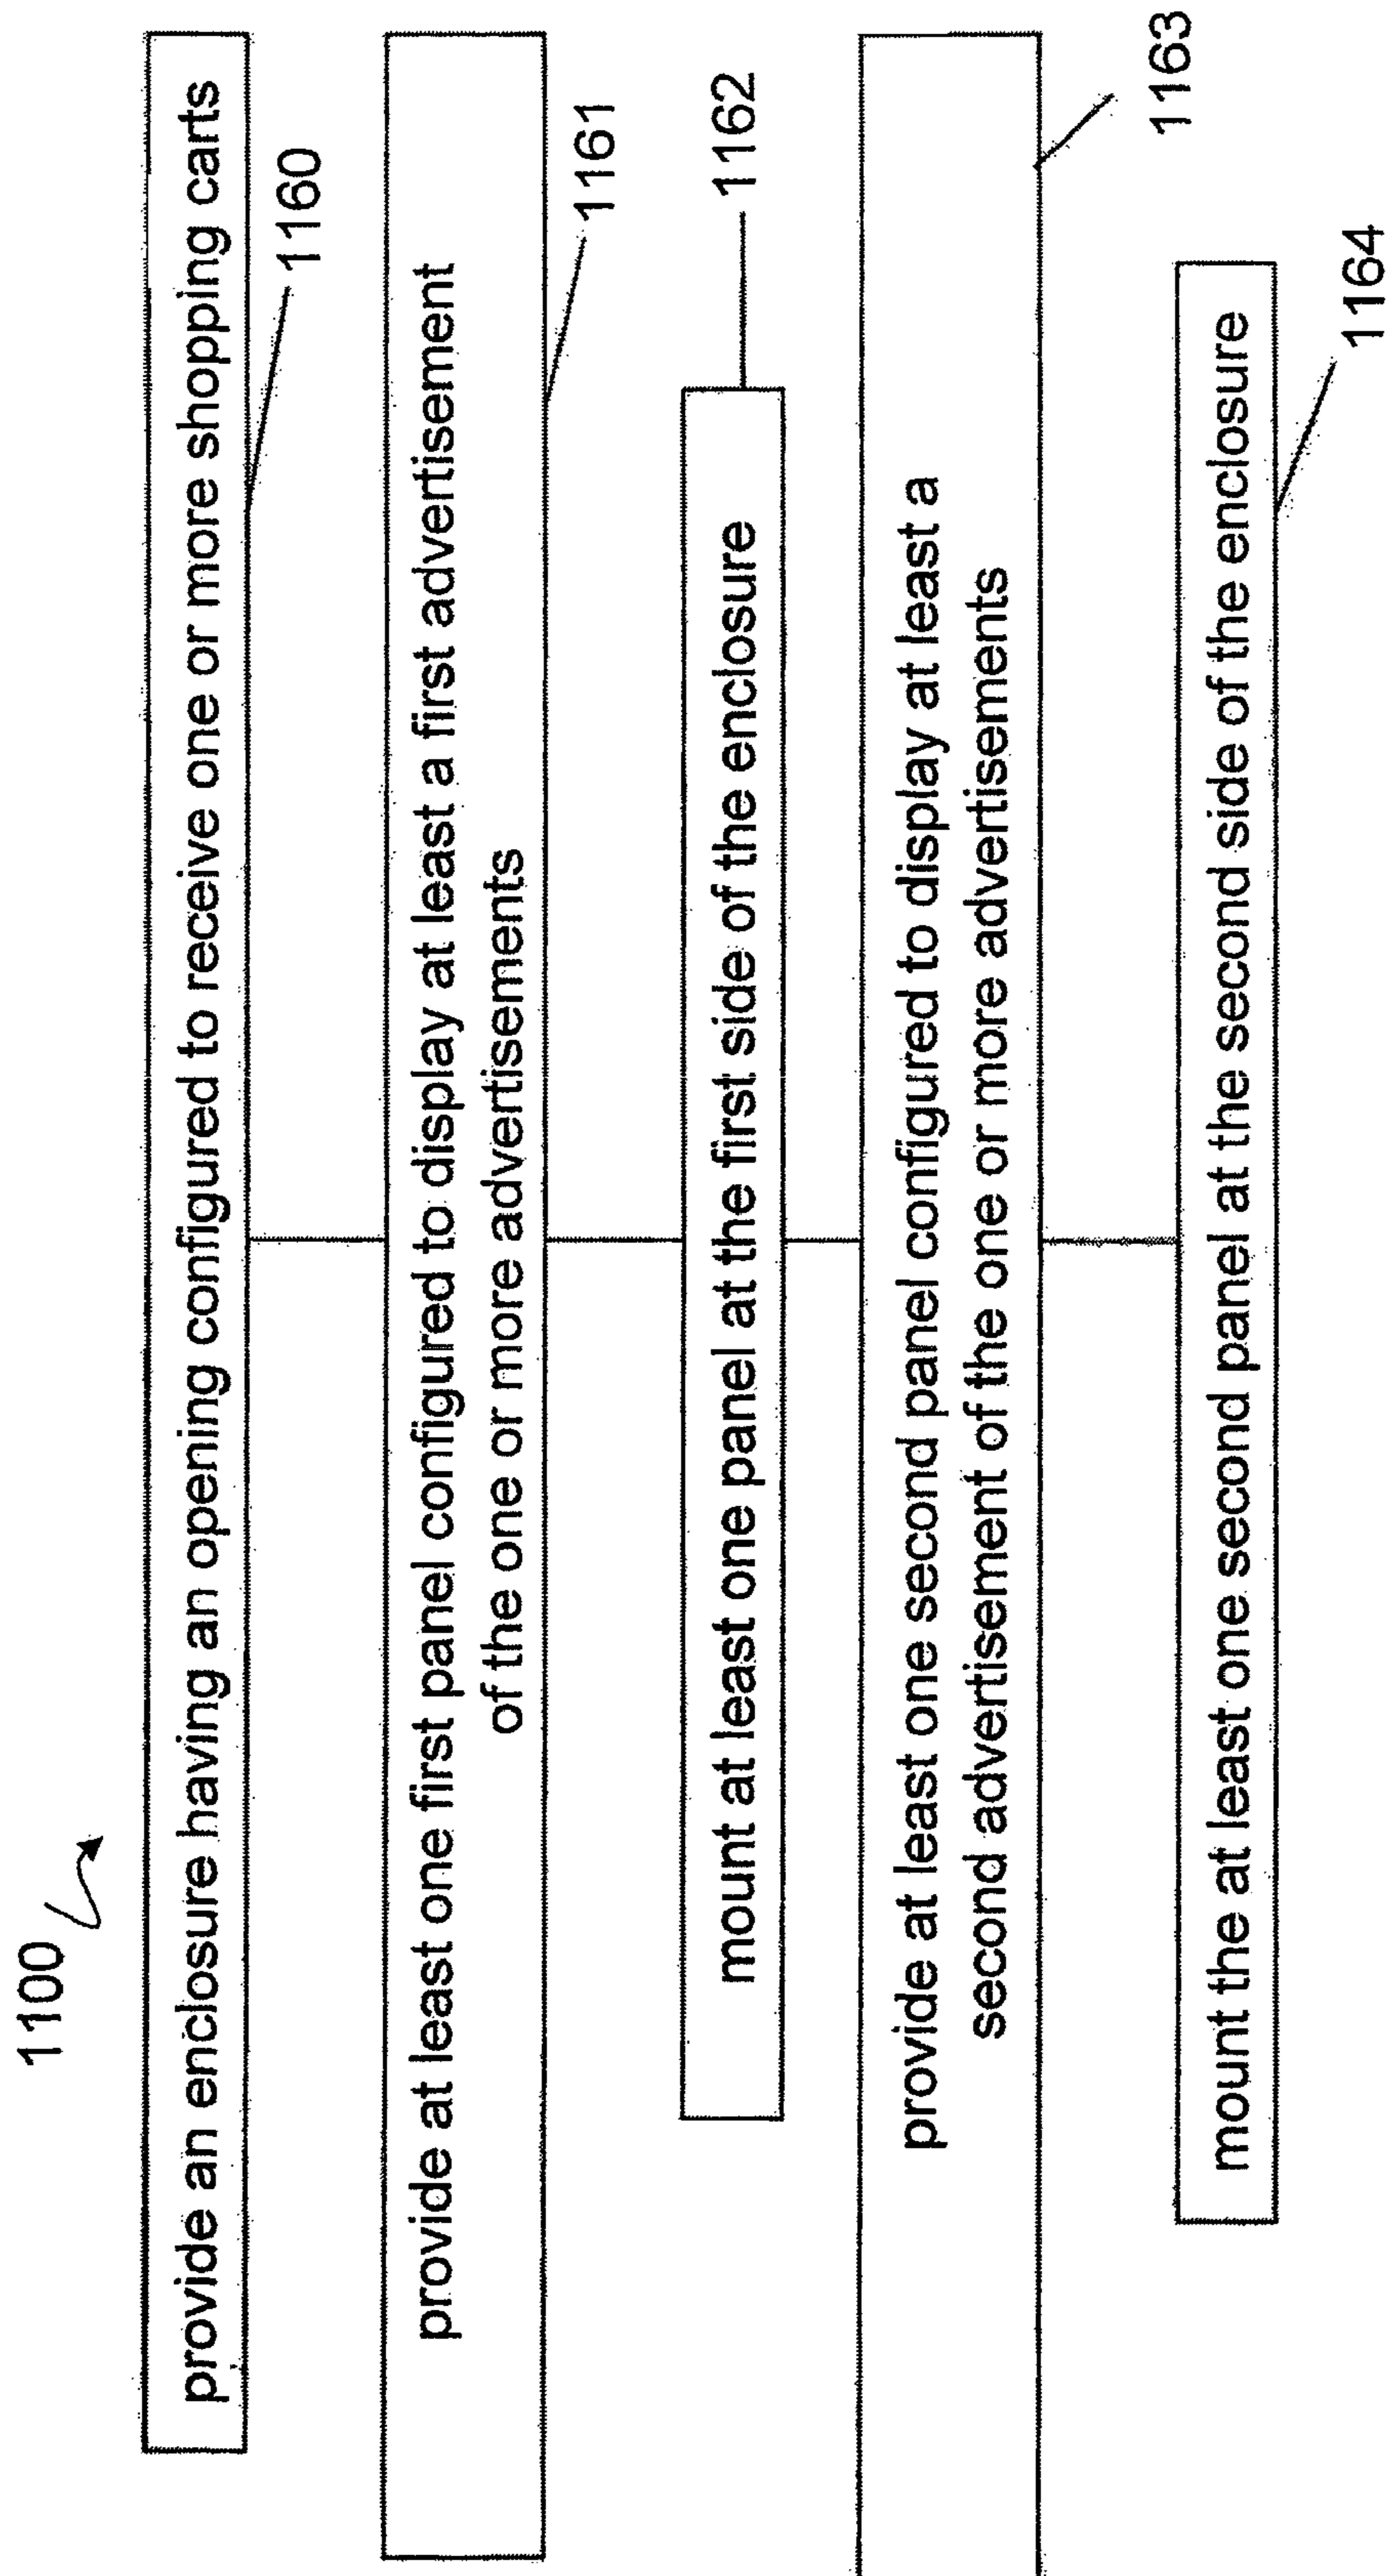 1100
provide an enclosure having an opening configured to receive one or more shopping carts
1160
provide at least one first panel configured to display at least a first advertisement
of the one or more advertisements
1161
mount at least one panel at the first side of the enclosure
1162
provide at least one second panel configured to display at least a
second advertisement of the one or more advertisements
1163
mount the at least one second panel at the second side of the enclosure
1164